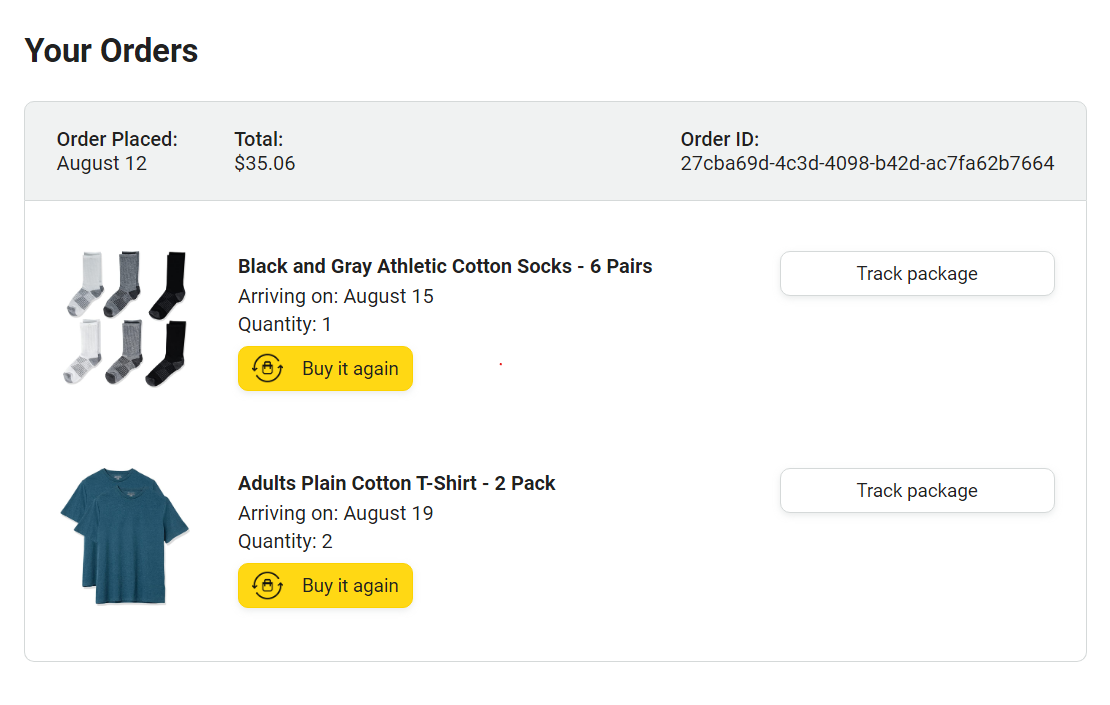 Your Orders
Order Placed:
August 12
Total:
$35.06
Order ID:
27cba69d-4c3d-4098-b42d-ac7fa62b7664
Black and Gray Athletic Cotton Socks - 6 Pairs
Arriving on: August 15
Quantity: 1
Buy it again
Track package
Adults Plain Cotton T-Shirt - 2 Pack
Arriving on: August 19
Quantity: 2
Buy it again
Track package